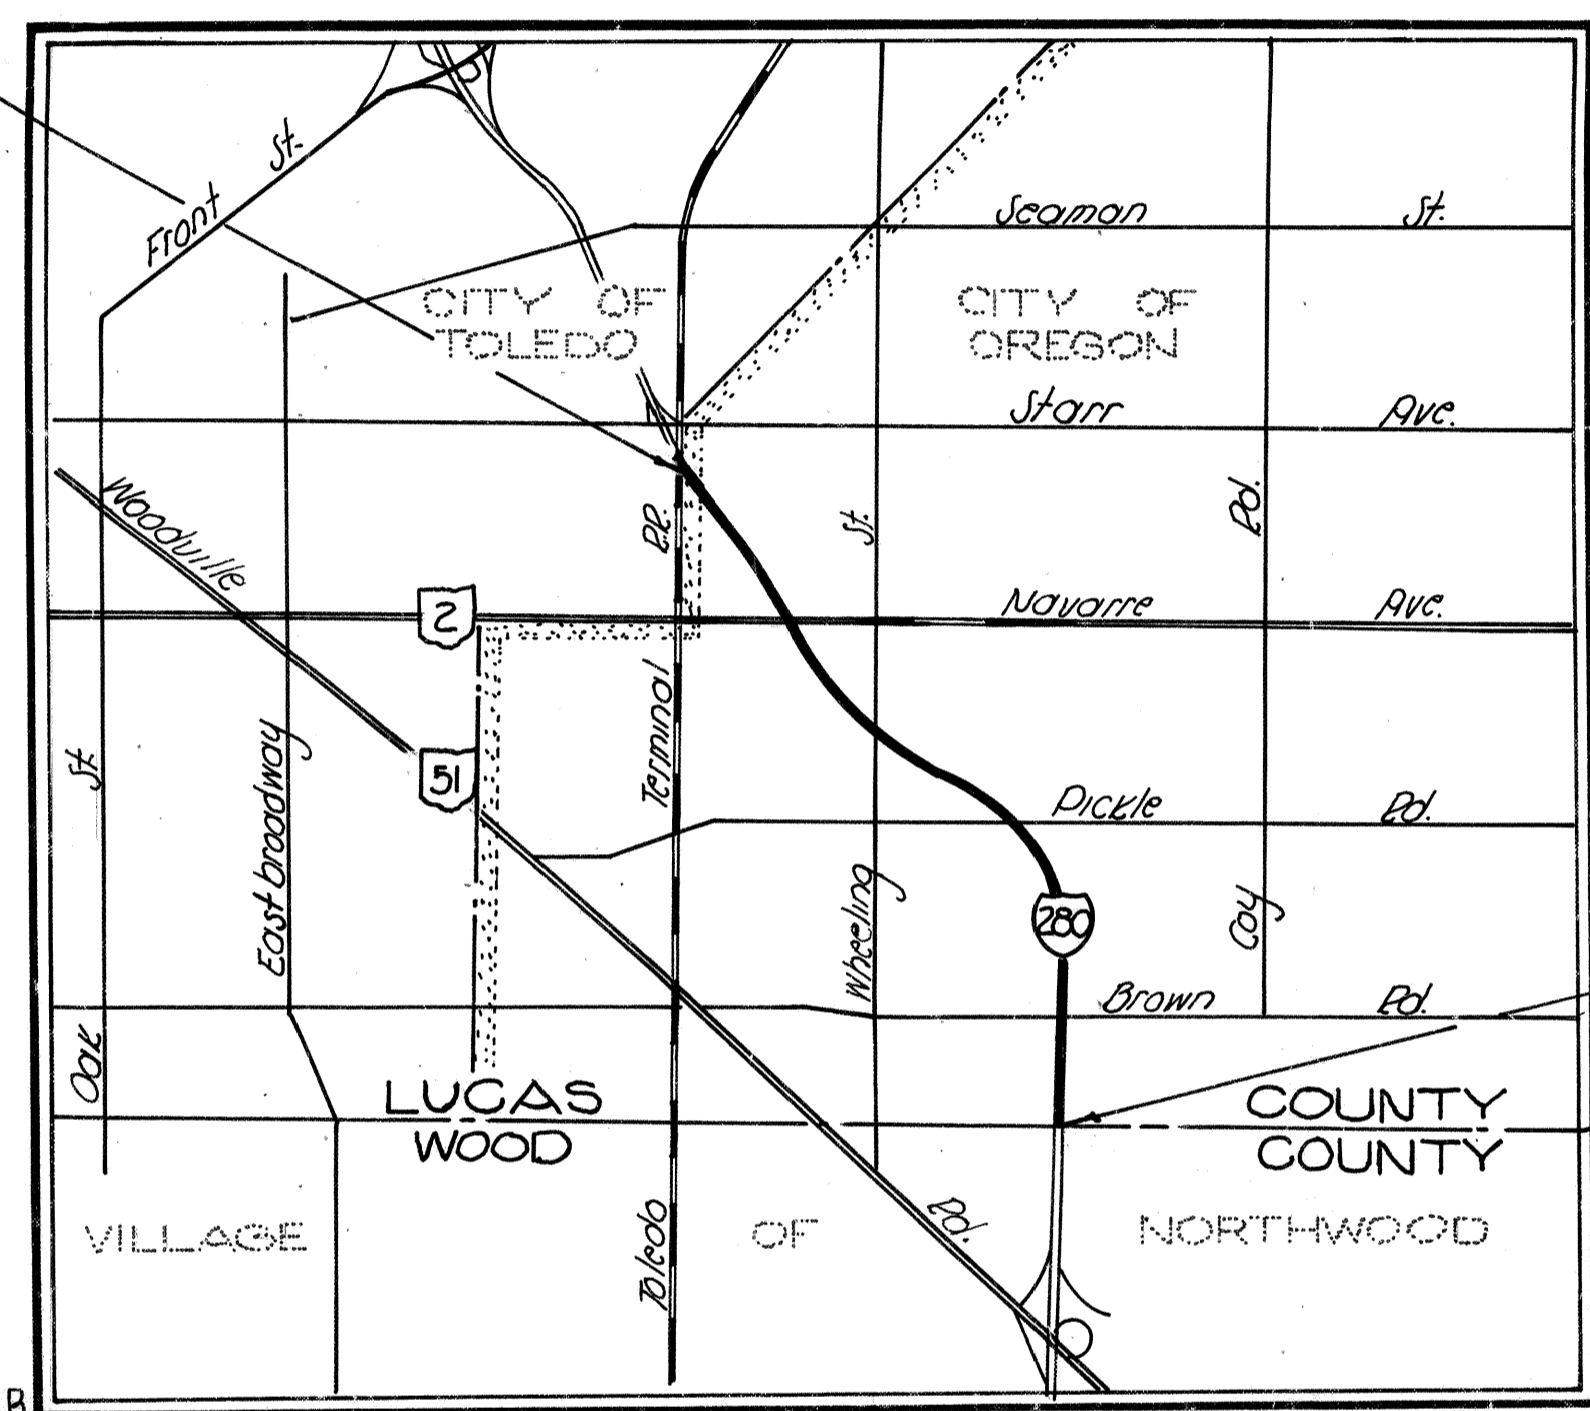 Front St.
Seaman St.
CITY OF
TOLEDO
CITY OF
OREGON
Starr Ave.
Woodville
R.R.
St.
Rd.
2
Navarre Ave.
Terminal
51
St.
East broadway
Pickle Rd.
Wheeling
280
Coy
Brown Rd.
Oak
LUCAS COUNTY
WOOD COUNTY
Rd.
VILLAGE OF NORTHWOOD
Toledo
B